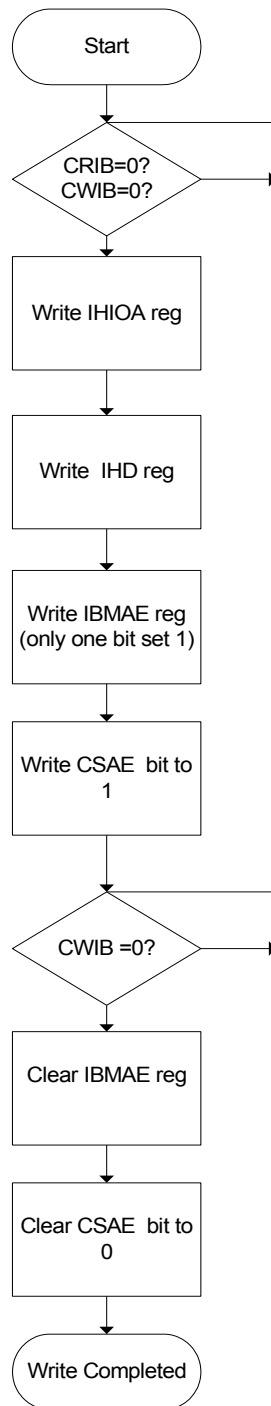 Start
CRIB=0?
CWIB=0?
Write IHIOA reg
Write  IHD reg
Write IBMAE reg
(only one bit set 1)
Write CSAE  bit to
1
CWIB =0?
Clear IBMAE reg
Clear CSAE  bit to
0
Write Completed